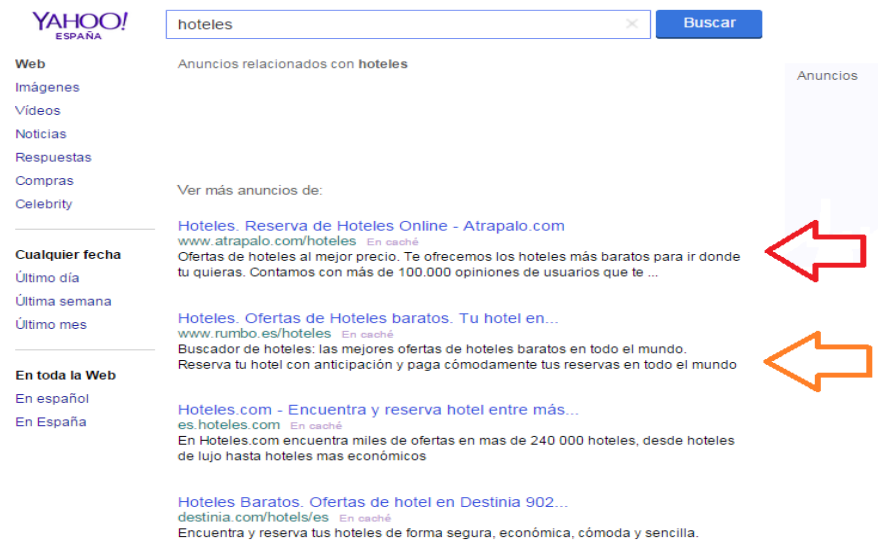 YAHOO!
ESPAÑA
hoteles
Buscar
Web
Imágenes
Vídeos
Noticias
Respuestas
Compras
Celebrity
Cualquier fecha
Último día
Última semana
Último mes
En toda la Web
En español
En España
Anuncios relacionados con hoteles
Ver más anuncios de:
Hoteles. Reserva de Hoteles Online - Atrapalo.com
www.atrapalo.com/hoteles En caché
Ofertas de hoteles al mejor precio. Te ofrecemos los hoteles más baratos para ir donde
tu quieras. Contamos con más de 100.000 opiniones de usuarios que te ...
Hoteles. Ofertas de Hoteles baratos. Tu hotel en...
www.rumbo.es/hoteles En caché
Buscador de hoteles: las mejores ofertas de hoteles baratos en todo el mundo.
Reserva tu hotel con anticipación y paga cómodamente tus reservas en todo el mundo
Hoteles.com - Encuentra y reserva hotel entre más...
es.hoteles.com En caché
En Hoteles.com encuentra miles de ofertas en mas de 240 000 hoteles, desde hoteles
de lujo hasta hoteles mas económicos
Hoteles Baratos. Ofertas de hotel en Destinia 902...
destinia.com/hotels/es En caché
Encuentra y reserva tus hoteles de forma segura, económica, cómoda y sencilla.
Anuncios